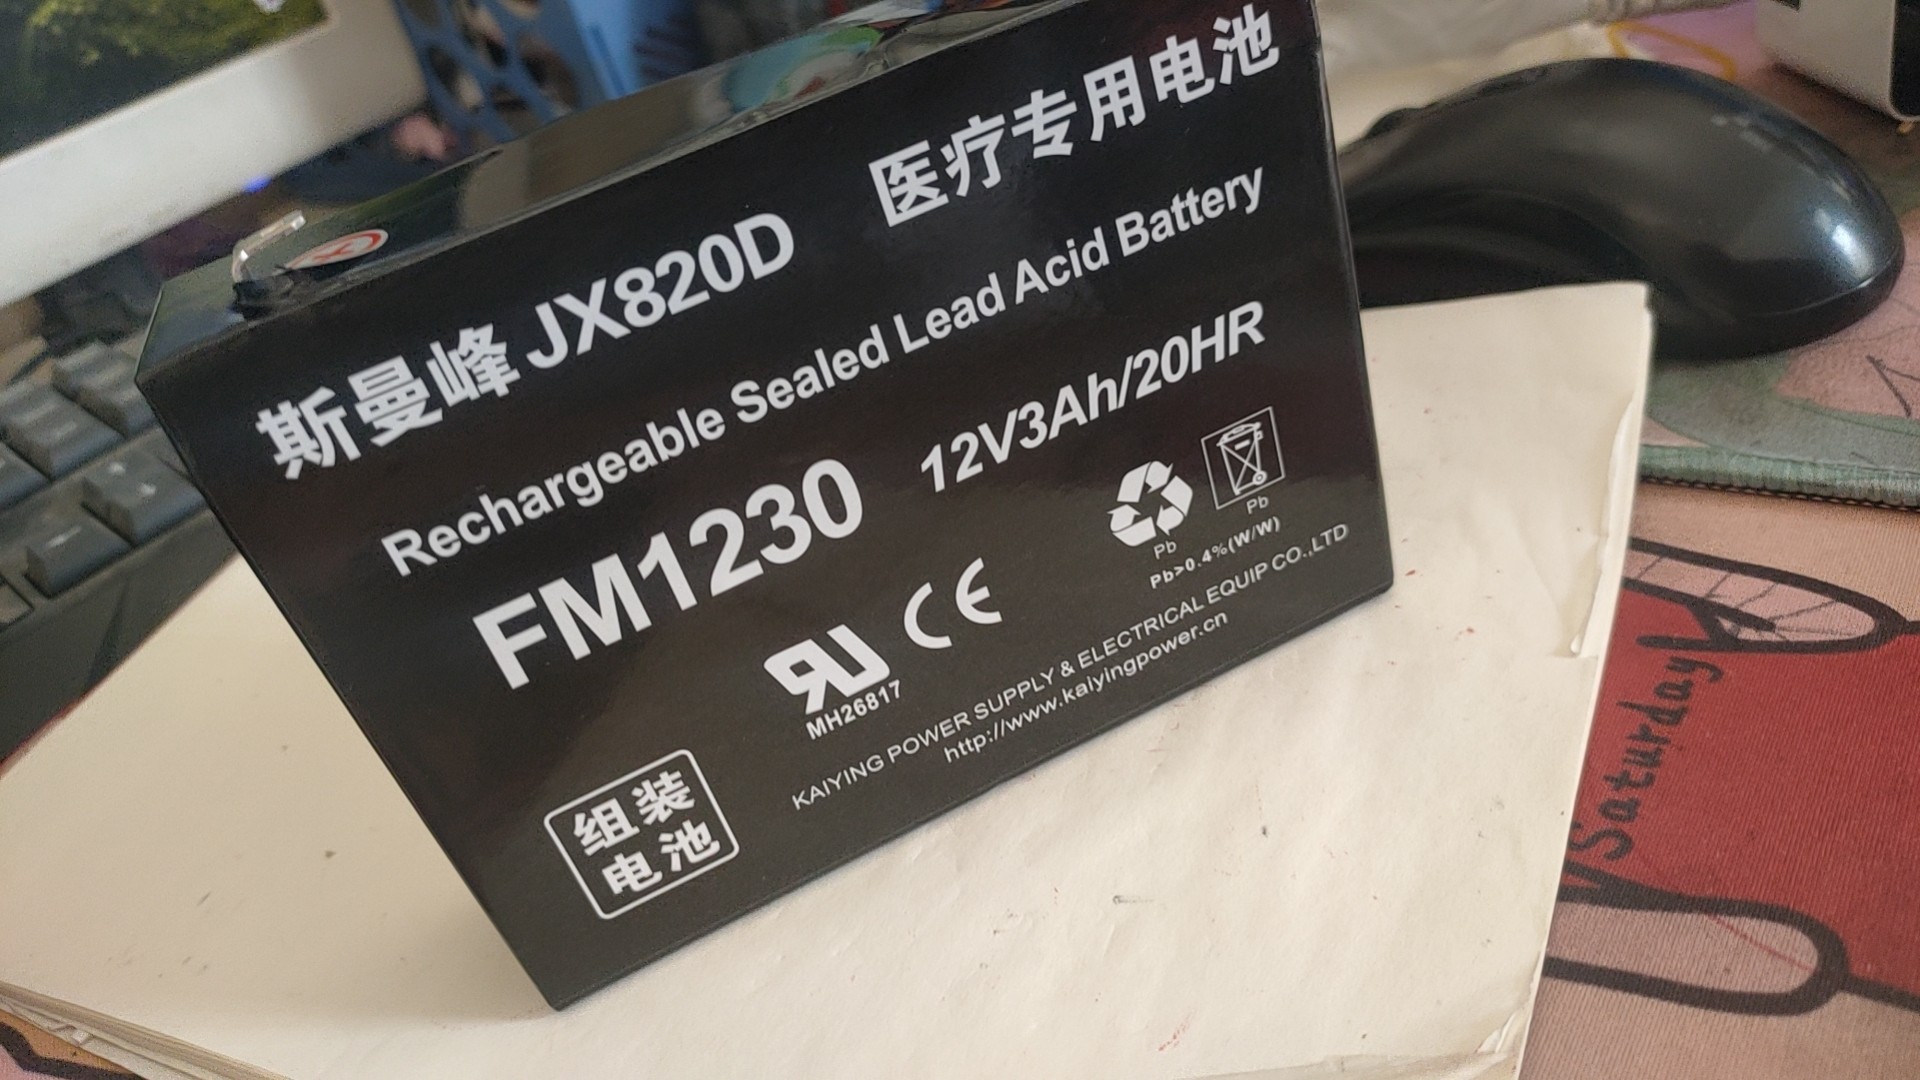 斯曼峰 JX820D 医疗专用电池
Rechargeable Sealed Lead Acid Battery
FM1230 12V3Ah/20HR
Pb
Pb
Pb>0.4%(W/W)
CE
MH26817
KAIYING POWER SUPPLY & ELECTRICAL EQUIP CO.,LTD
http://www.kaiyingpower.cn
组装
电池
Saturday